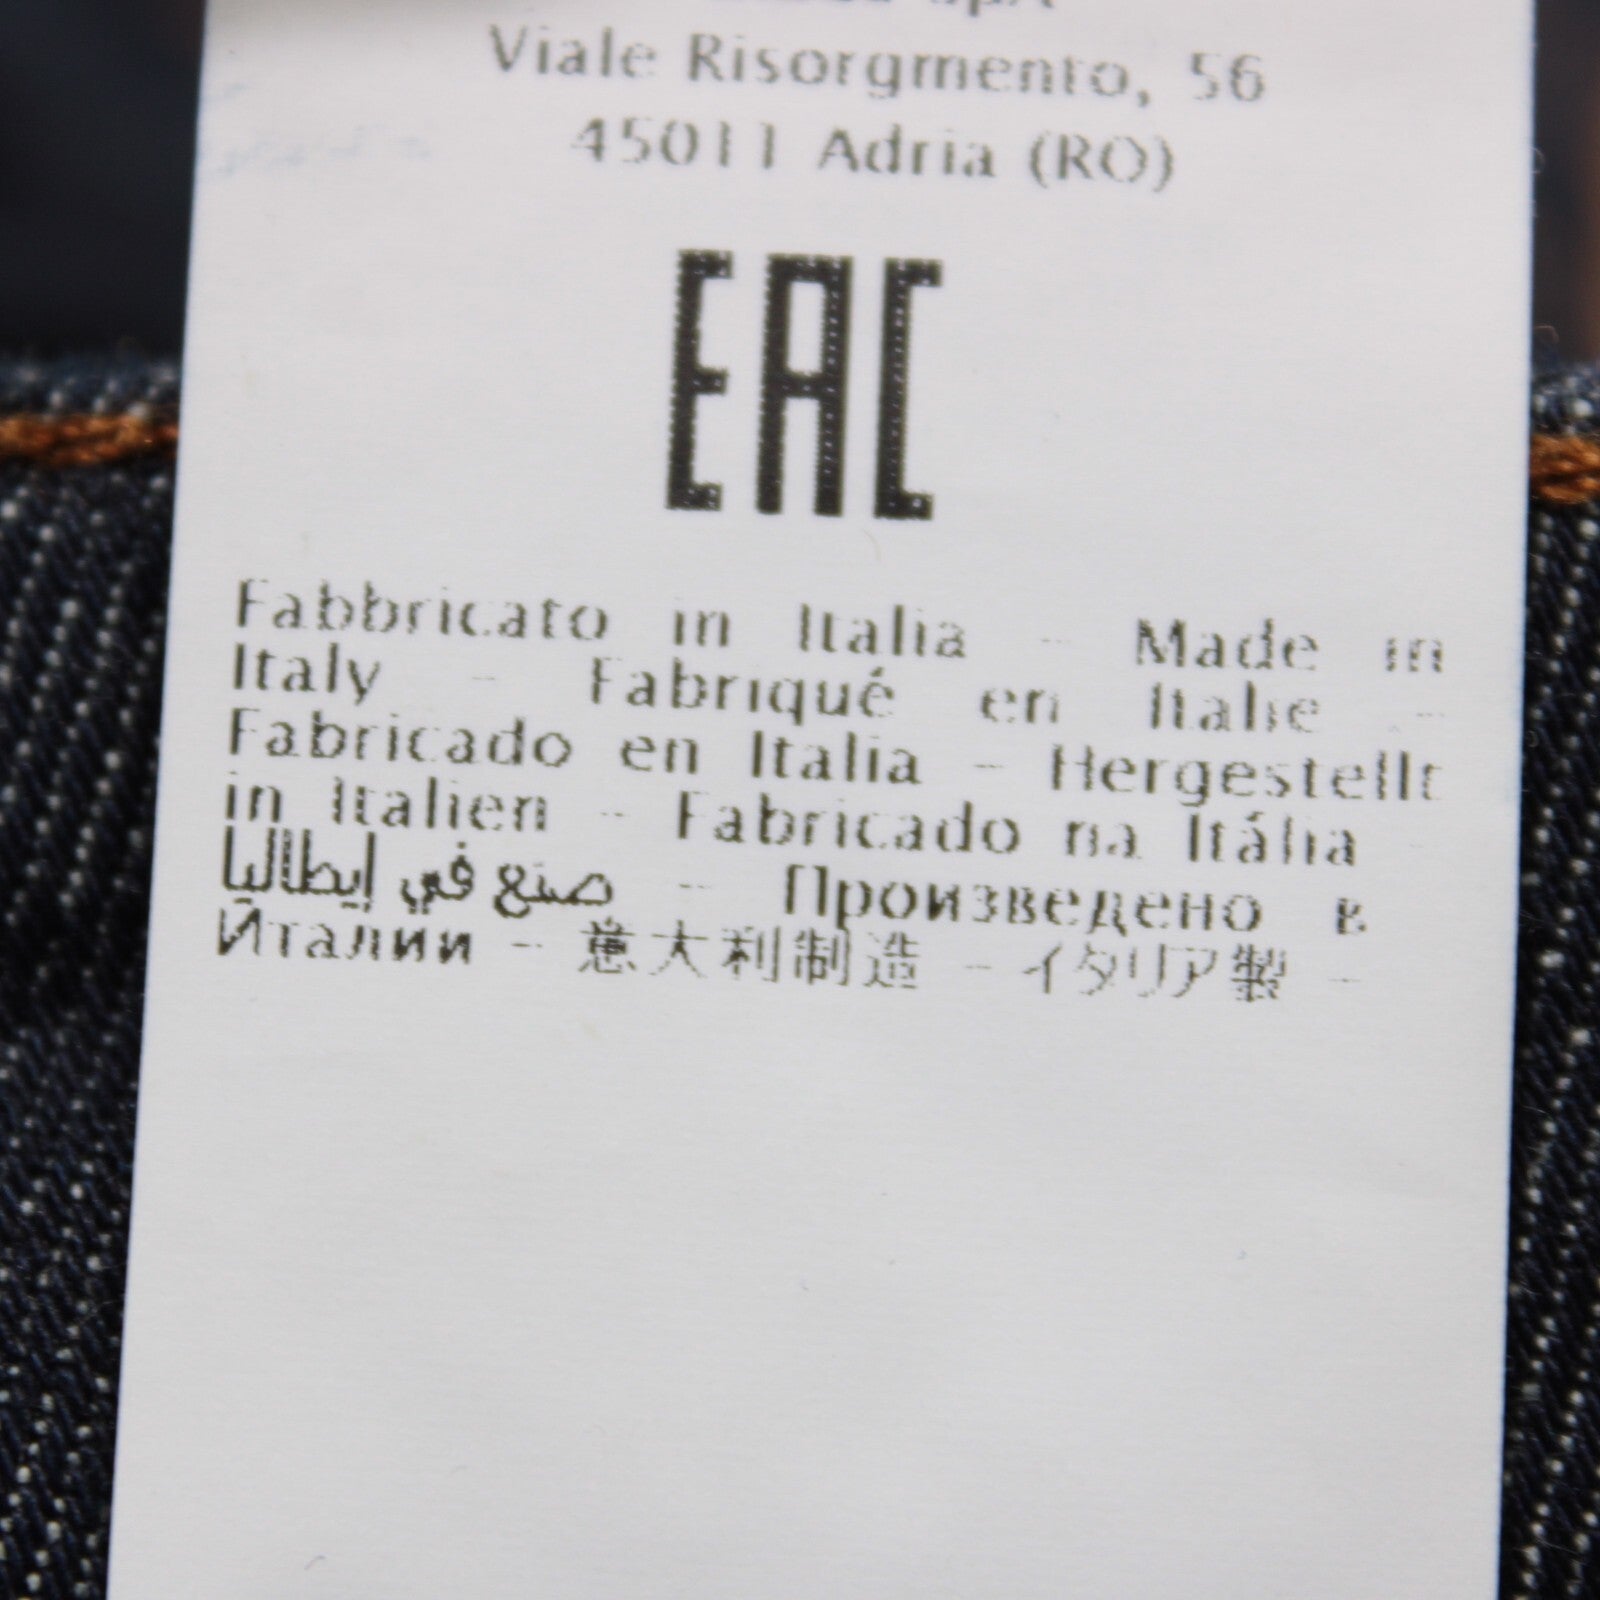 SpA
Viale Risorgmento, 56
45011 Adria (RO)
EAC
Fabbricato in Italia - Made in
Italy - Fabriqué en Italie -
Fabricado en Italia - Hergestellt
in Italien - Fabricado na Itália -
صنع في إيطاليا - Произведено в
Италии - 意大利制造 - イタリア製 -